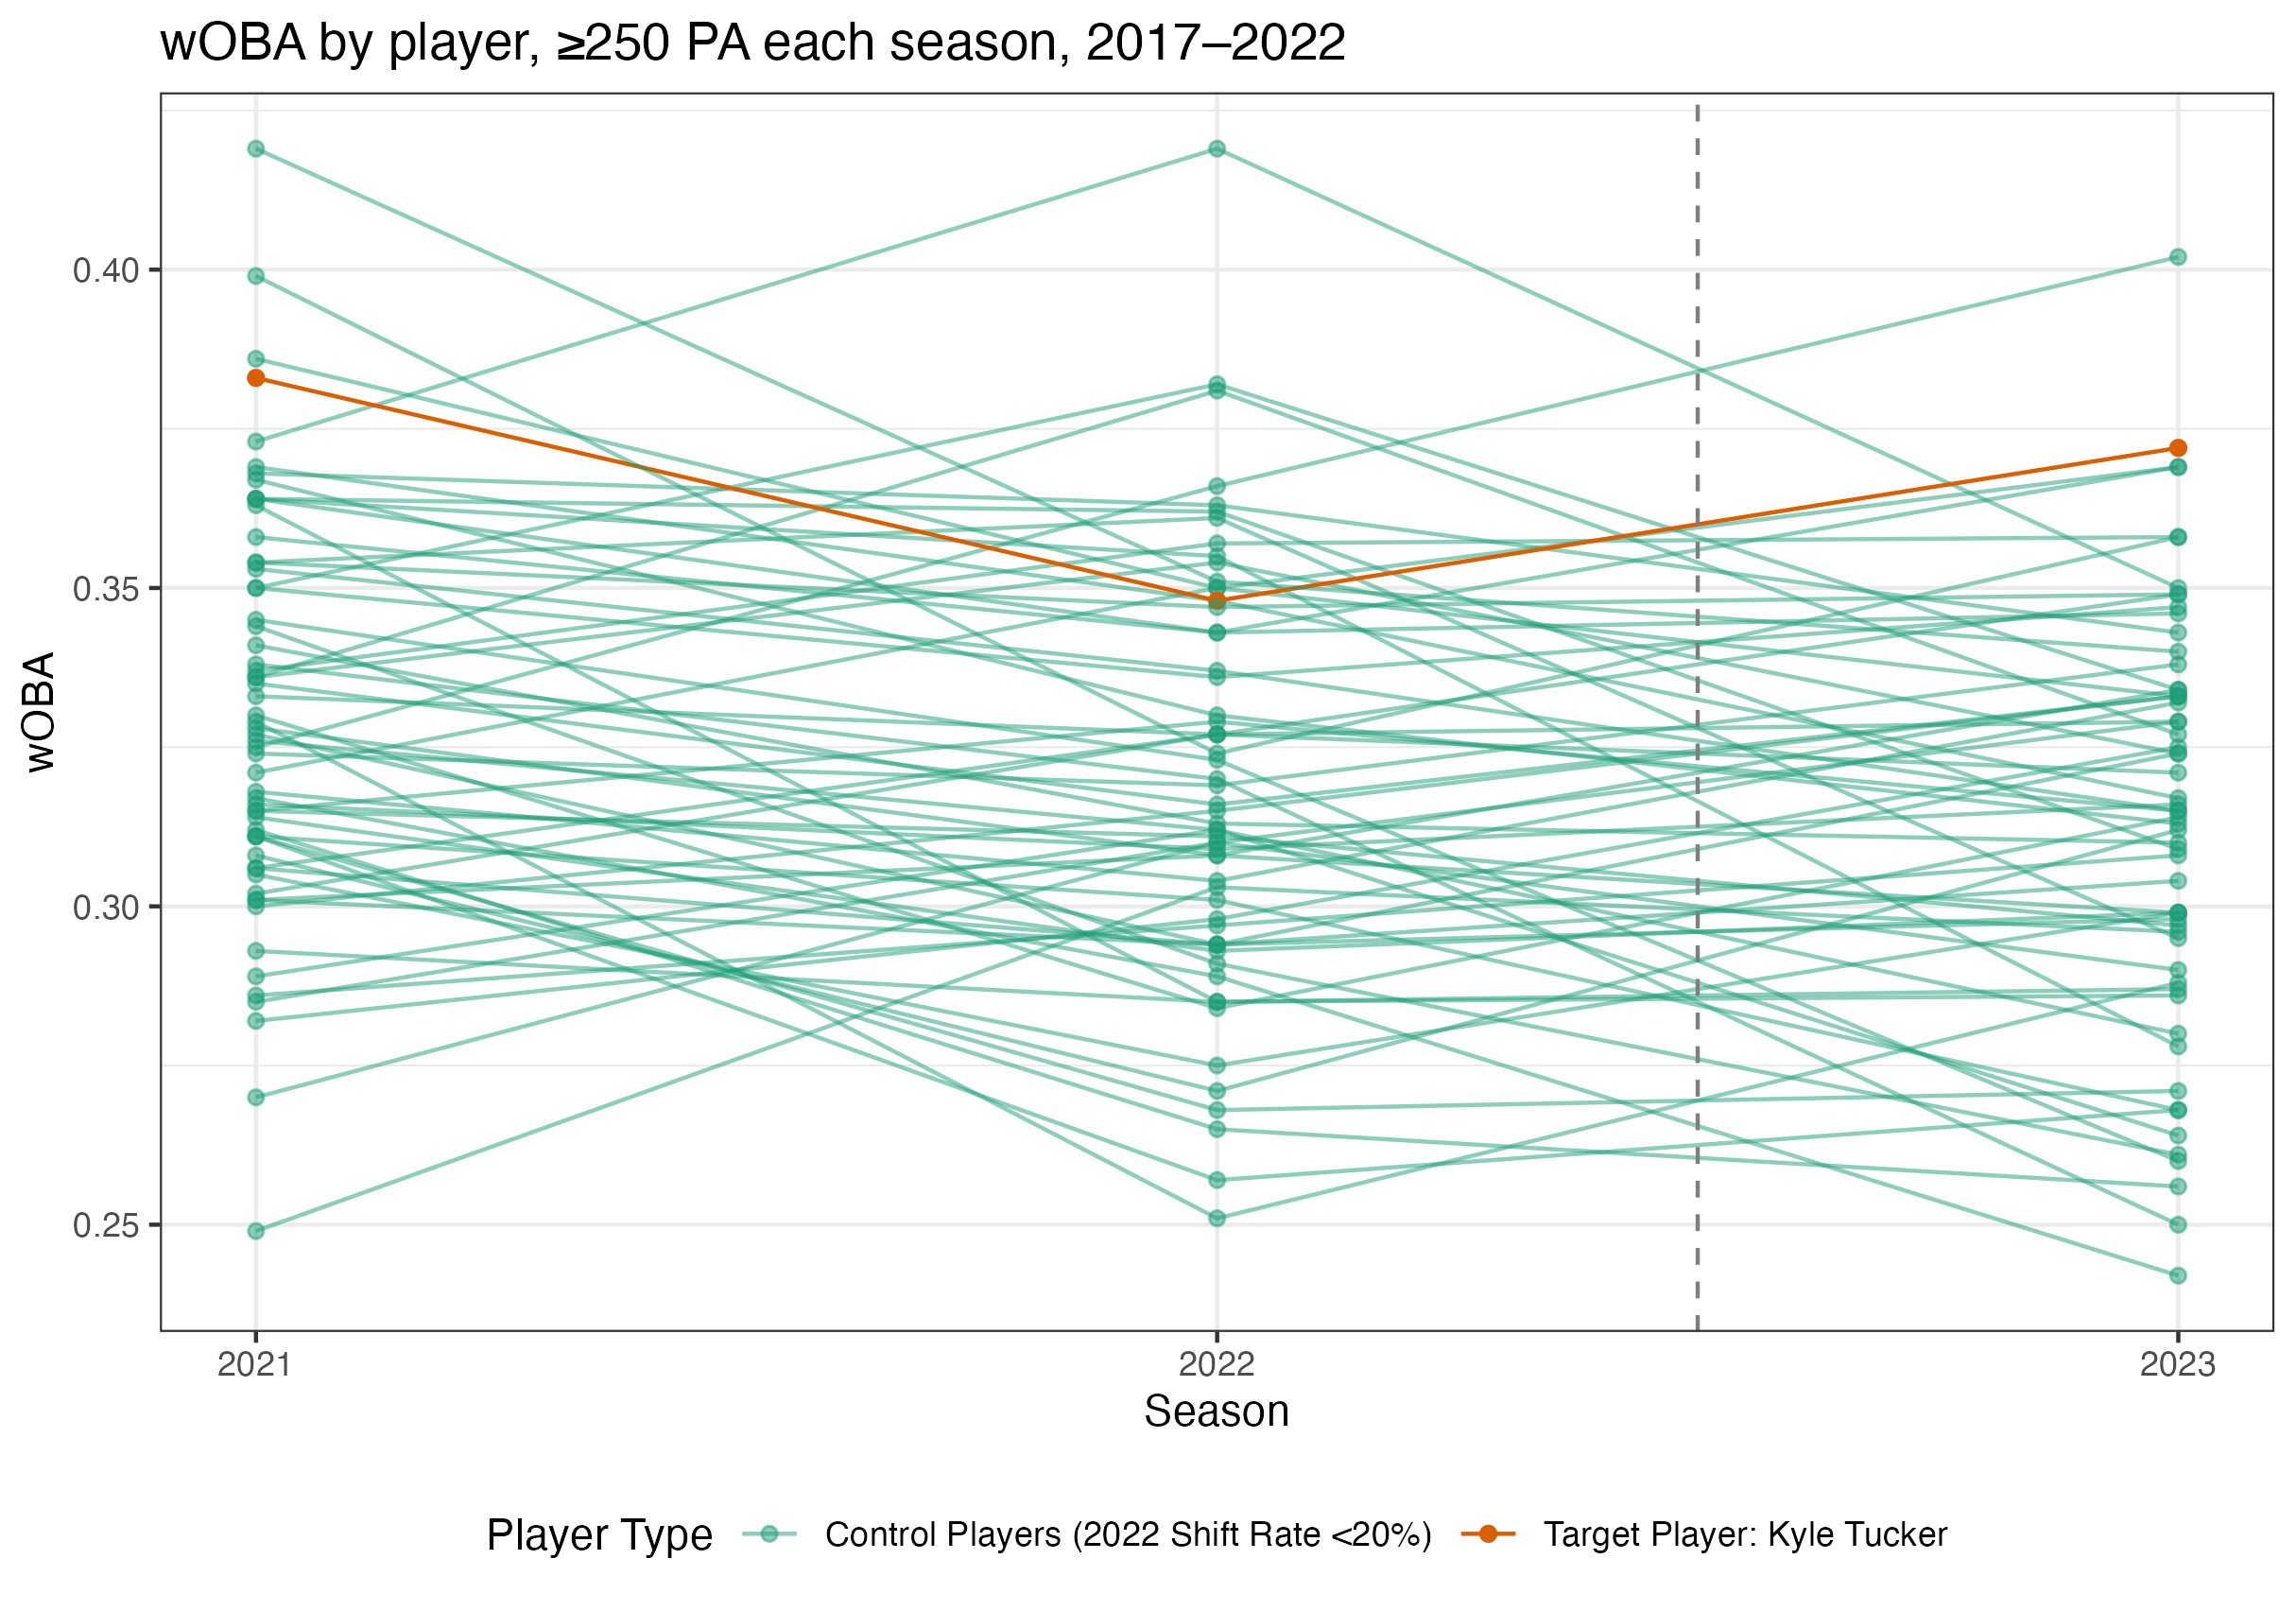 wOBA by player, ≥250 PA each season, 2017–2022
wOBA
0.40
0.35
0.30
0.25
2021 2022 2023
Season
Player Type Control Players (2022 Shift Rate <20%) Target Player: Kyle Tucker